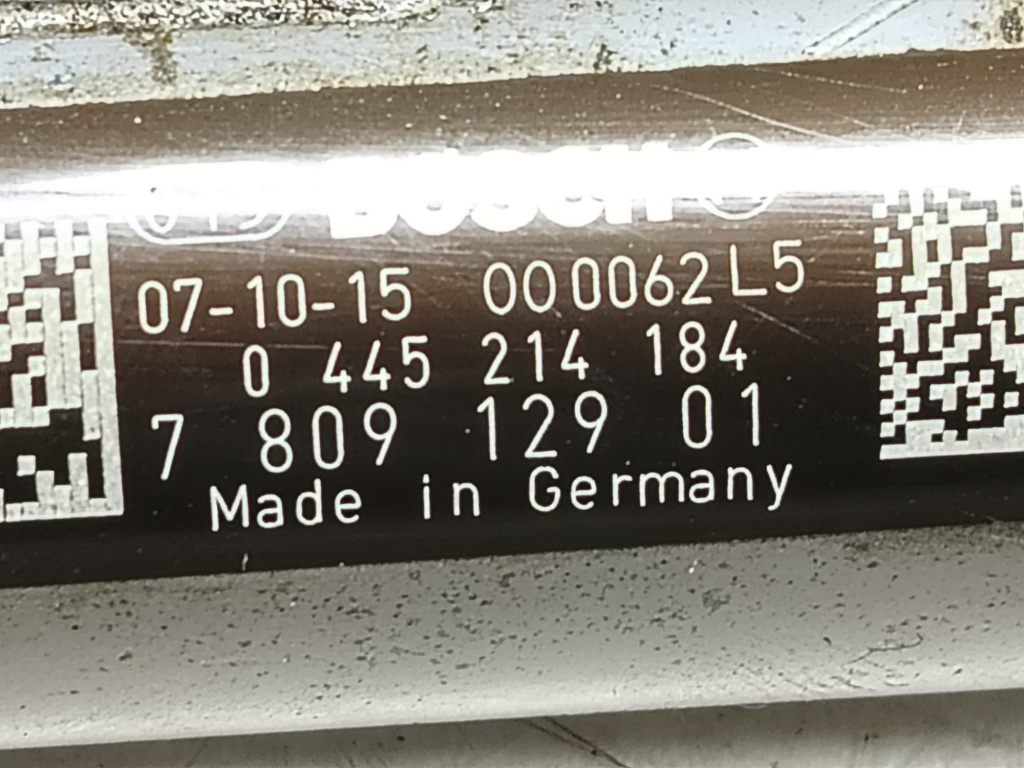 BOSCH
07-10-15 000062L5
0 445 214 184
7 809 129 01
Made in Germany